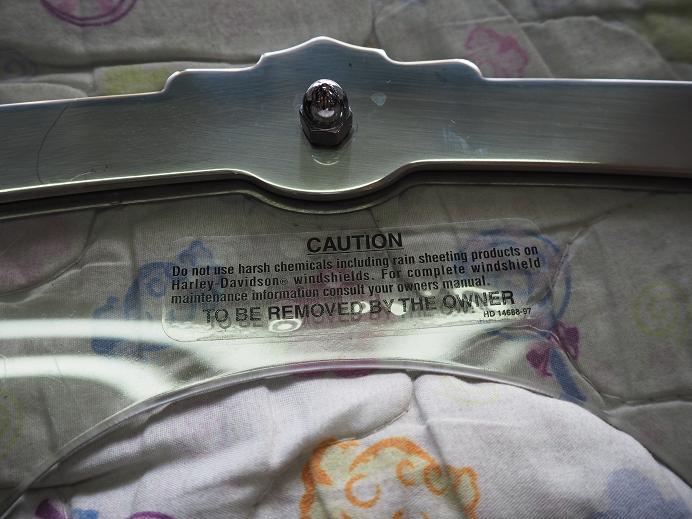 CAUTION
Do not use harsh chemicals including rain sheeting products on
Harley-Davidson® windshields. For complete windshield
maintenance information consult your owners manual.
TO BE REMOVED BY THE OWNER
HD 14688-97